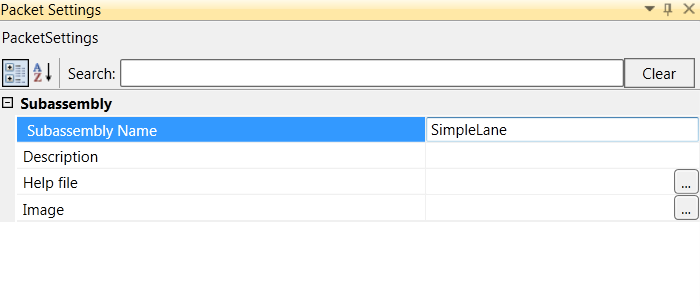 Packet Settings
PacketSettings
Search: Clear
Subassembly
Subassembly Name SimpleLane
Description
Help file ...
Image ...